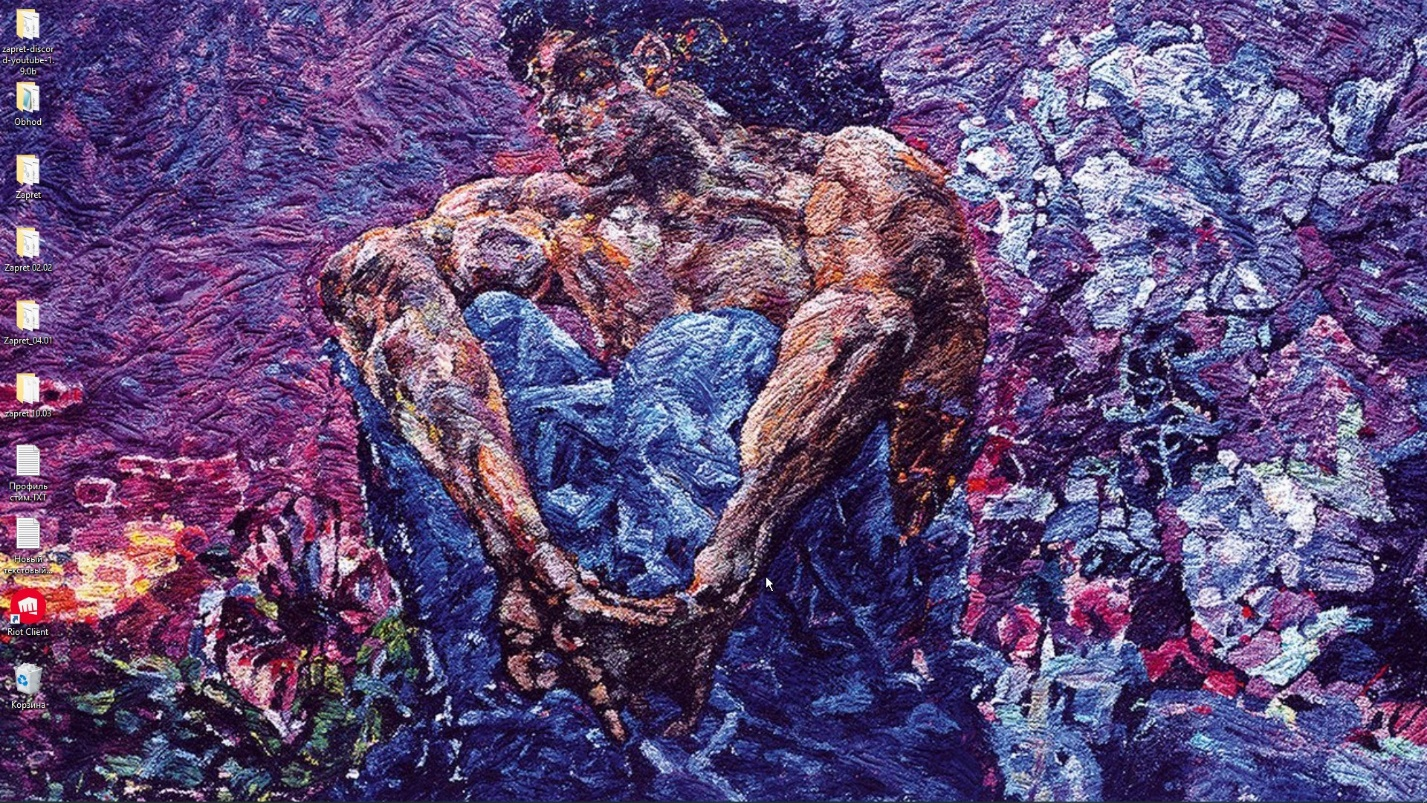 zapret-discor
d-youtube-1.
9.0b
Obhod
Zapret
Zapret 02.02
Zapret_04.01
zapret 10.03
Профиль
стим.TXT
Новый
текстовый...
Riot Client
Корзина